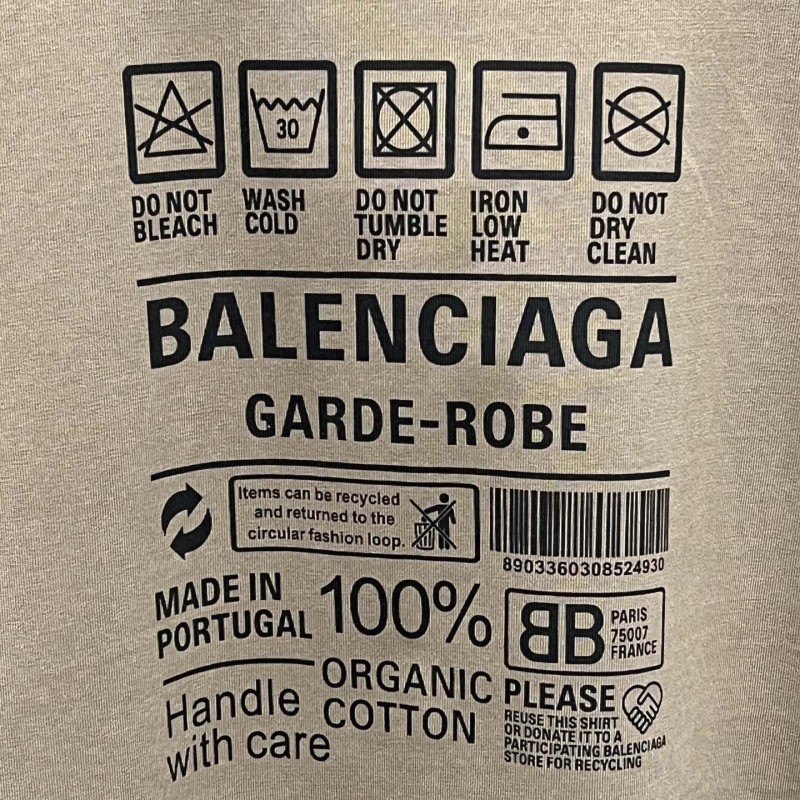 30
DO NOT
BLEACH
WASH
COLD
DO NOT
TUMBLE
DRY
IRON
LOW
HEAT
DO NOT
DRY
CLEAN
BALENCIAGA
GARDE-ROBE
Items can be recycled
and returned to the
circular fashion loop.
8903360308524930
MADE IN
PORTUGAL
100%
ORGANIC
COTTON
BB
PARIS
75007
FRANCE
Handle
with care
PLEASE
REUSE THIS SHIRT
OR DONATE IT TO A
PARTICIPATING BALENCIAGA
STORE FOR RECYCLING